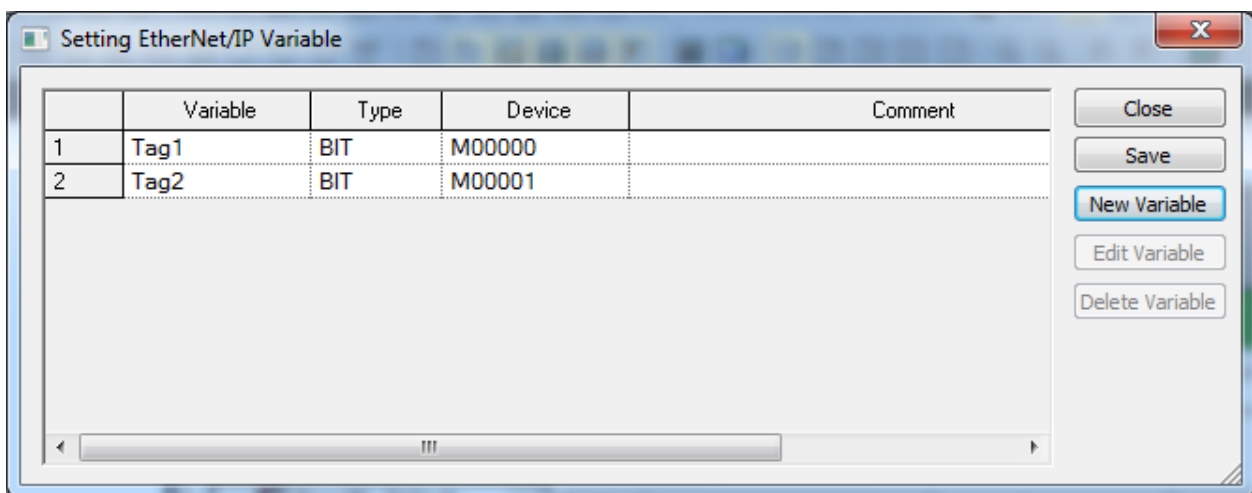 Setting EtherNet/IP Variable
Variable Type Device Comment
1 Tag1 BIT M00000
2 Tag2 BIT M00001
Close
Save
New Variable
Edit Variable
Delete Variable